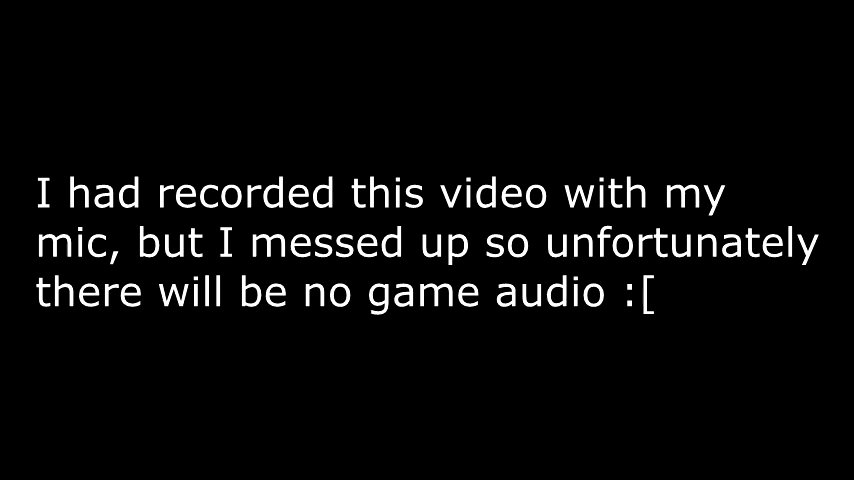 I had recorded this video with my
mic, but I messed up so unfortunately
there will be no game audio :[